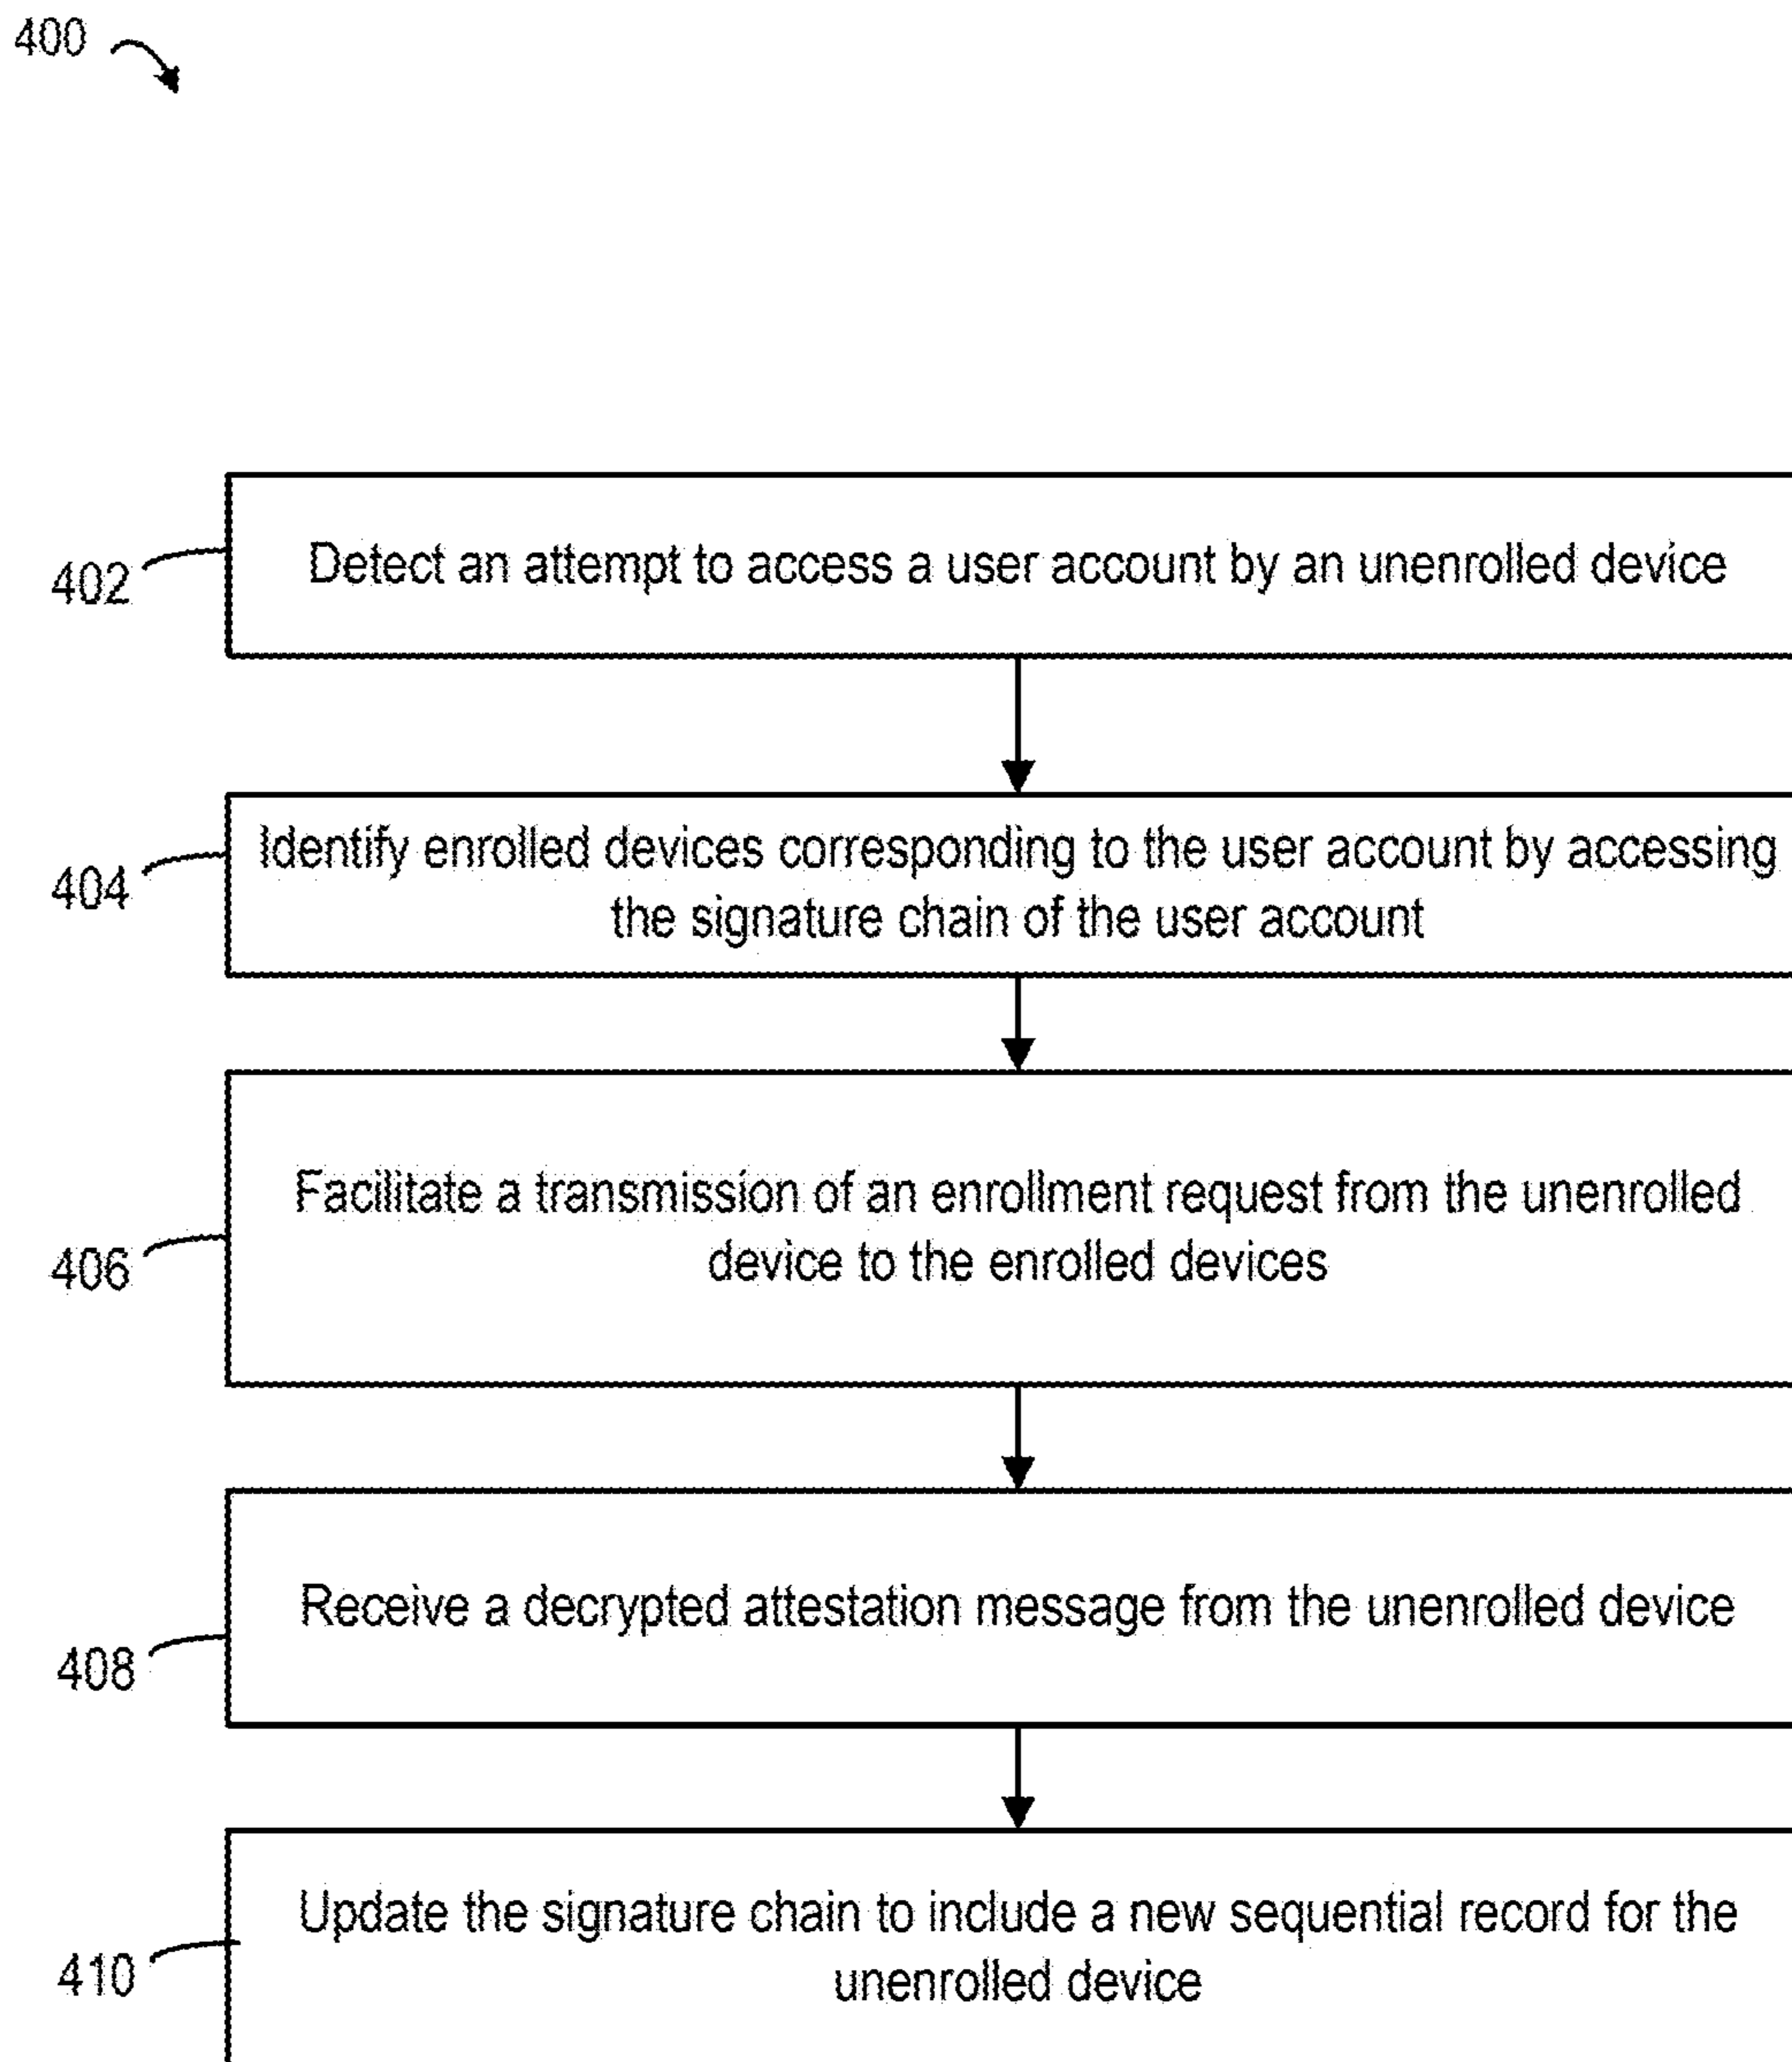 400
Detect an attempt to access a user account by an unenrolled device
402
Identify enrolled devices corresponding to the user account by accessing
the signature chain of the user account
404
Facilitate a transmission of an enrollment request from the unenrolled
device to the enrolled devices
406
Receive a decrypted attestation message from the unenrolled device
408
Update the signature chain to include a new sequential record for the
unenrolled device
410